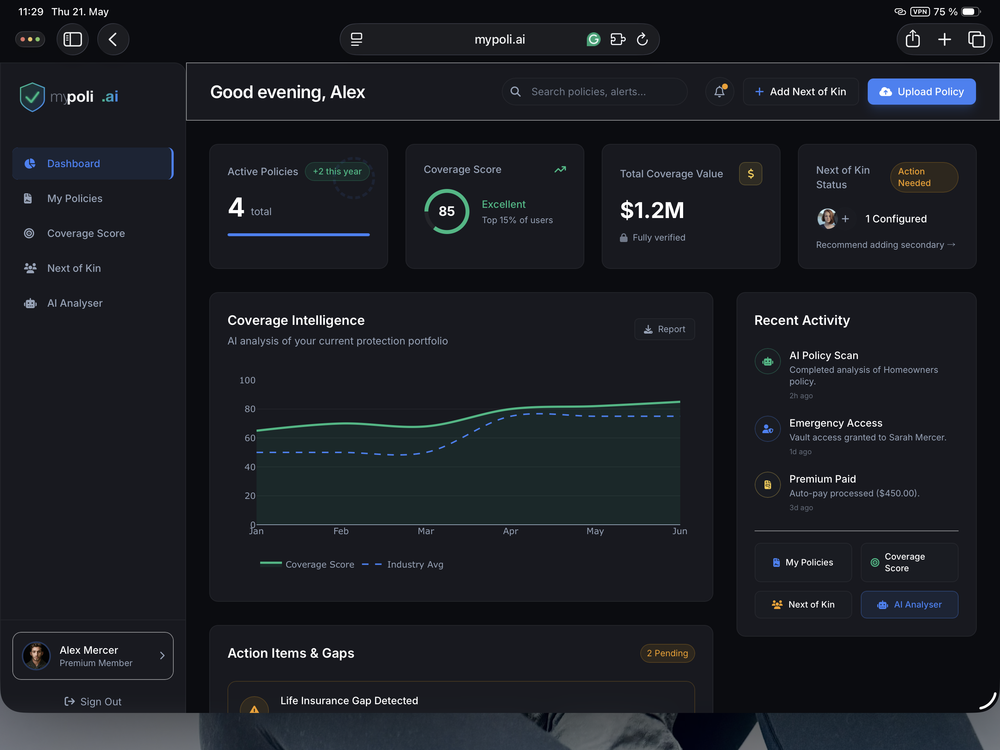 11:29 Thu 21. May
VPN 75 %
mypoli.ai
mypoli .ai
Good evening, Alex
Search policies, alerts...
+ Add Next of Kin
Upload Policy
Dashboard
My Policies
Coverage Score
Next of Kin
AI Analyser
Active Policies
+2 this year
4 total
Coverage Score
85
Excellent
Top 15% of users
Total Coverage Value
$
$1.2M
Fully verified
Next of Kin
Status
Action
Needed
+
1 Configured
Recommend adding secondary →
Coverage Intelligence
AI analysis of your current protection portfolio
Report
100
80
60
40
20
0
Jan Feb Mar Apr May Jun
Coverage Score Industry Avg
Recent Activity
AI Policy Scan
Completed analysis of Homeowners
policy.
2h ago
Emergency Access
Vault access granted to Sarah Mercer.
1d ago
Premium Paid
Auto-pay processed ($450.00).
3d ago
My Policies
Coverage
Score
Next of Kin
AI Analyser
Action Items & Gaps
2 Pending
Life Insurance Gap Detected
Alex Mercer
Premium Member
Sign Out